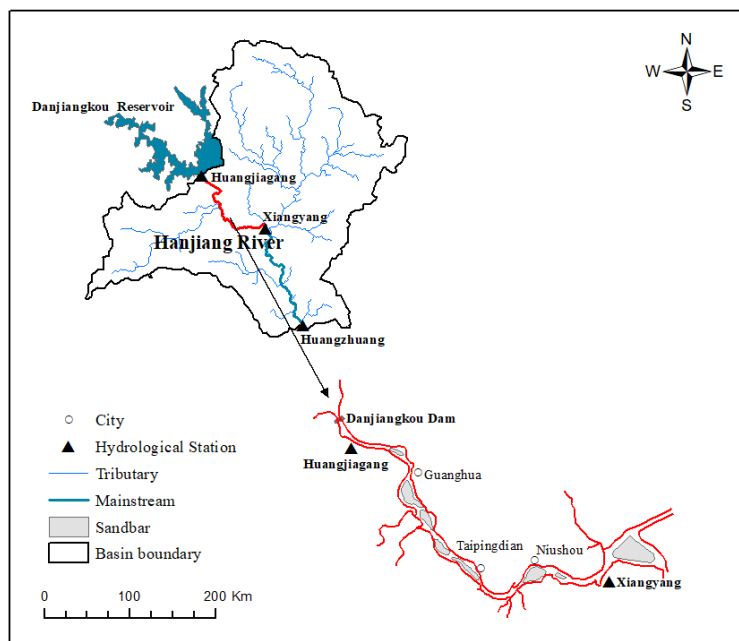 N
W E
S
Danjiangkou Reservoir
Huangjiagang
Xiangyang
Hanjiang River
Huangzhuang
Danjiangkou Dam
Huangjiagang
Guanghua
Taipingdian
Niushou
Xiangyang
City
Hydrological Station
Tributary
Mainstream
Sandbar
Basin boundary
0 100 200 Km